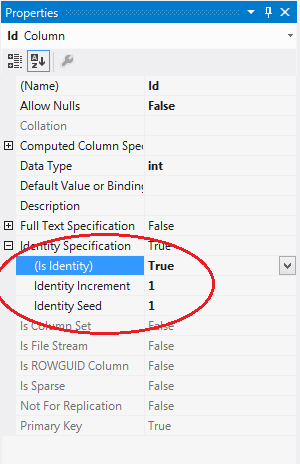 Properties
Id Column
(Name) Id
Allow Nulls False
Collation
Computed Column Spec
Data Type int
Default Value or Binding
Description
Full Text Specification False
Identity Specification True
(Is Identity) True
Identity Increment 1
Identity Seed 1
Is Column Set False
Is File Stream False
Is ROWGUID Column False
Is Sparse False
Not For Replication False
Primary Key True